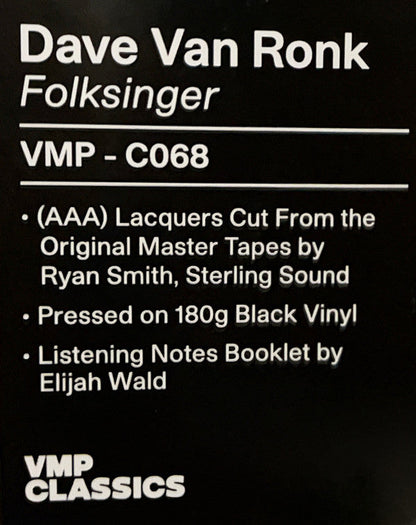 Dave Van Ronk
Folksinger
VMP - C068
• (AAA) Lacquers Cut From the
Original Master Tapes by
Ryan Smith, Sterling Sound
• Pressed on 180g Black Vinyl
• Listening Notes Booklet by
Elijah Wald
VMP
CLASSICS